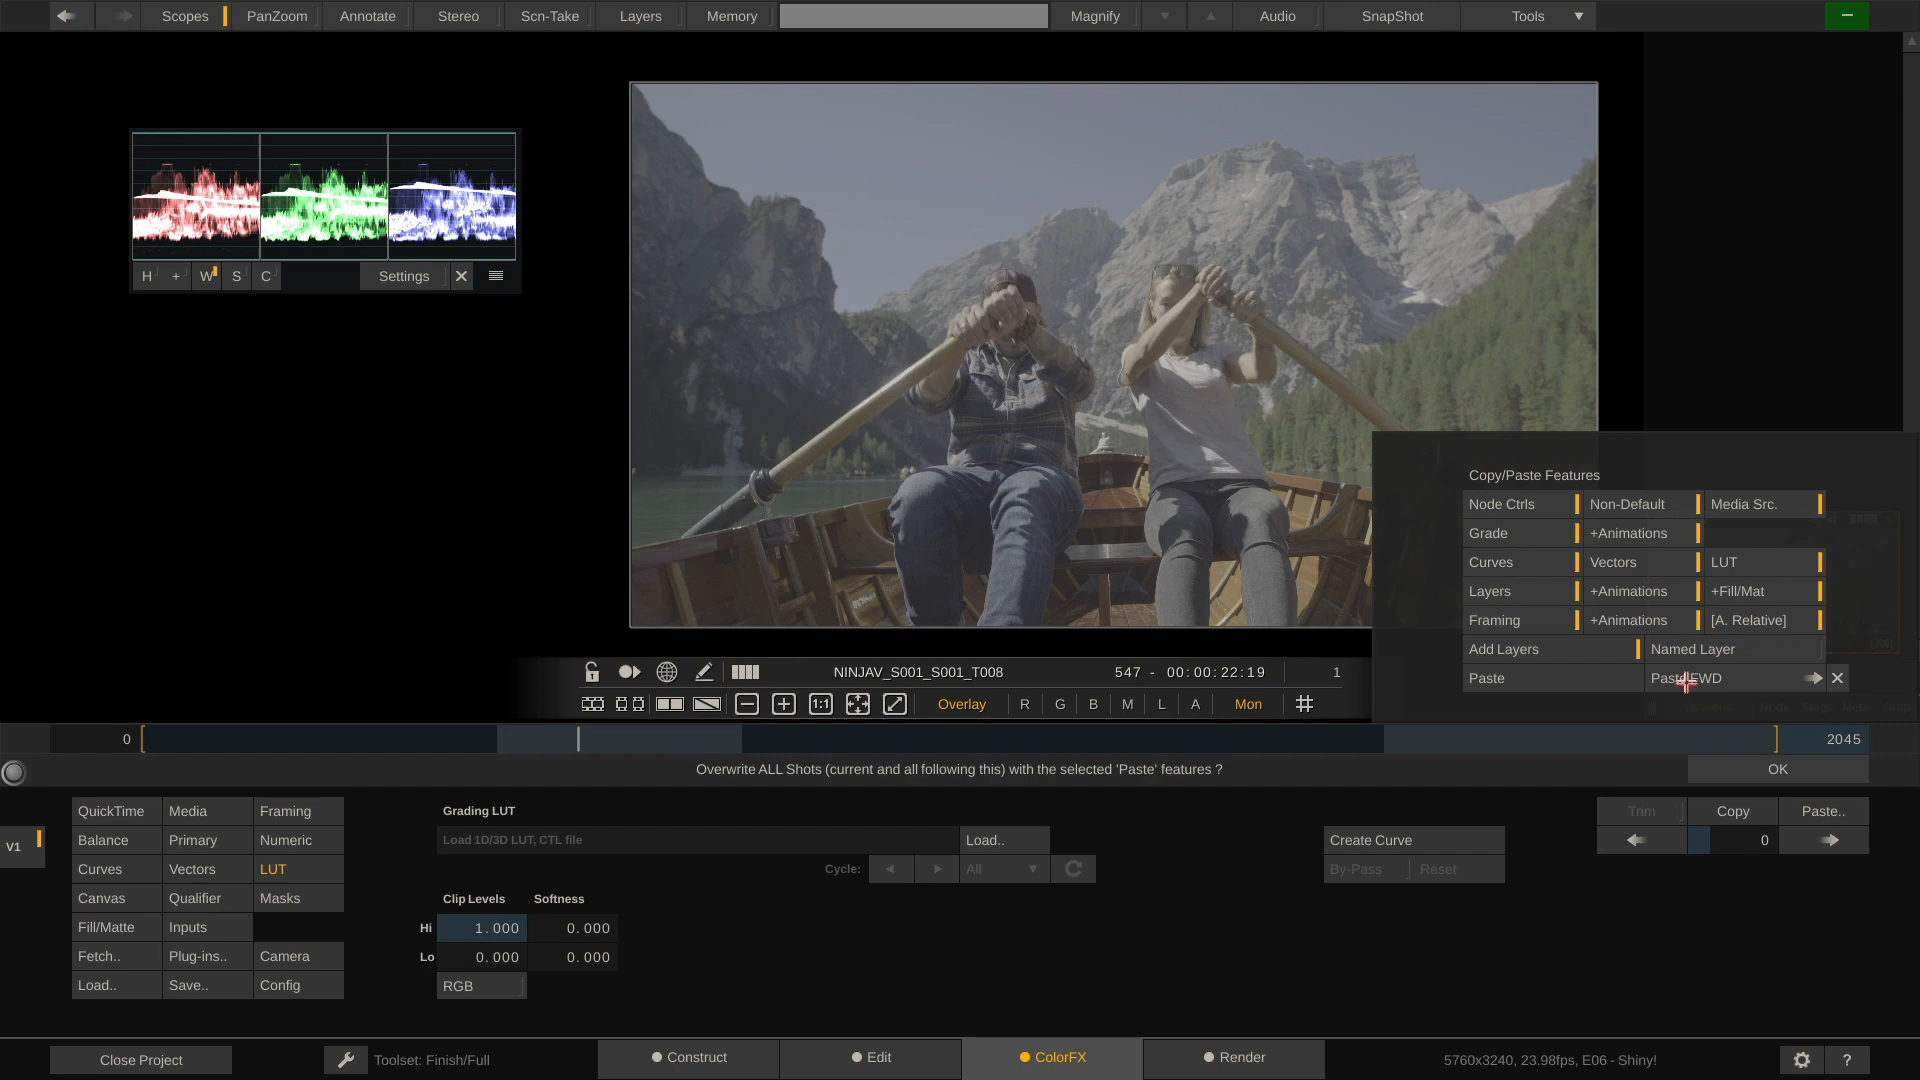 Scopes PanZoom Annotate Stereo Scn-Take Layers Memory Magnify Audio SnapShot Tools
H + W S C Settings
Copy/Paste Features
Node Ctrls Non-Default Media Src.
Grade +Animations
Curves Vectors LUT
Layers +Animations +Fill/Mat
Framing +Animations [A. Relative]
Add Layers Named Layer
Paste
NINJAV_S001_S001_T008 547 - 00:00:22:19 1
1:1 Overlay R G B M L A Mon
0 2045
Overwrite ALL Shots (current and all following this) with the selected 'Paste' features ? OK
V1
QuickTime Media Framing
Balance Primary Numeric
Curves Vectors LUT
Canvas Qualifier Masks
Fill/Matte Inputs
Fetch.. Plug-ins.. Camera
Load.. Save.. Config
Grading LUT
Load 1D/3D LUT, CTL file Load..
Cycle: All
Clip Levels Softness
Hi 1.000 0.000
Lo 0.000 0.000
RGB
Create Curve
By-Pass Reset
Trim Copy Paste..
0
Close Project Toolset: Finish/Full Construct Edit ColorFX Render 5760x3240, 23.98fps, E06 - Shiny! ?